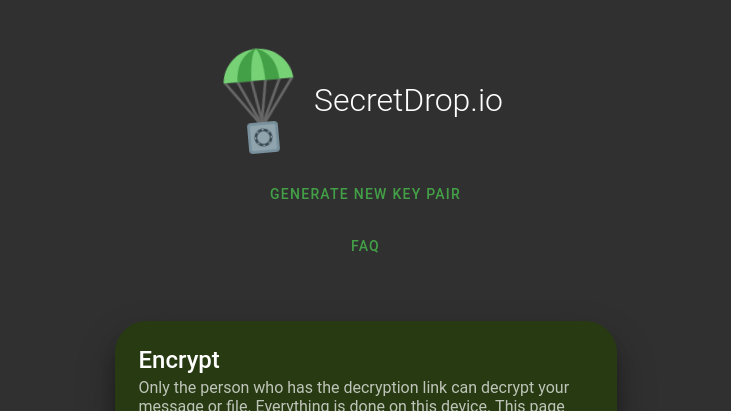 SecretDrop.io
GENERATE NEW KEY PAIR
FAQ
Encrypt
Only the person who has the decryption link can decrypt your
message or file. Everything is done on this device. This page